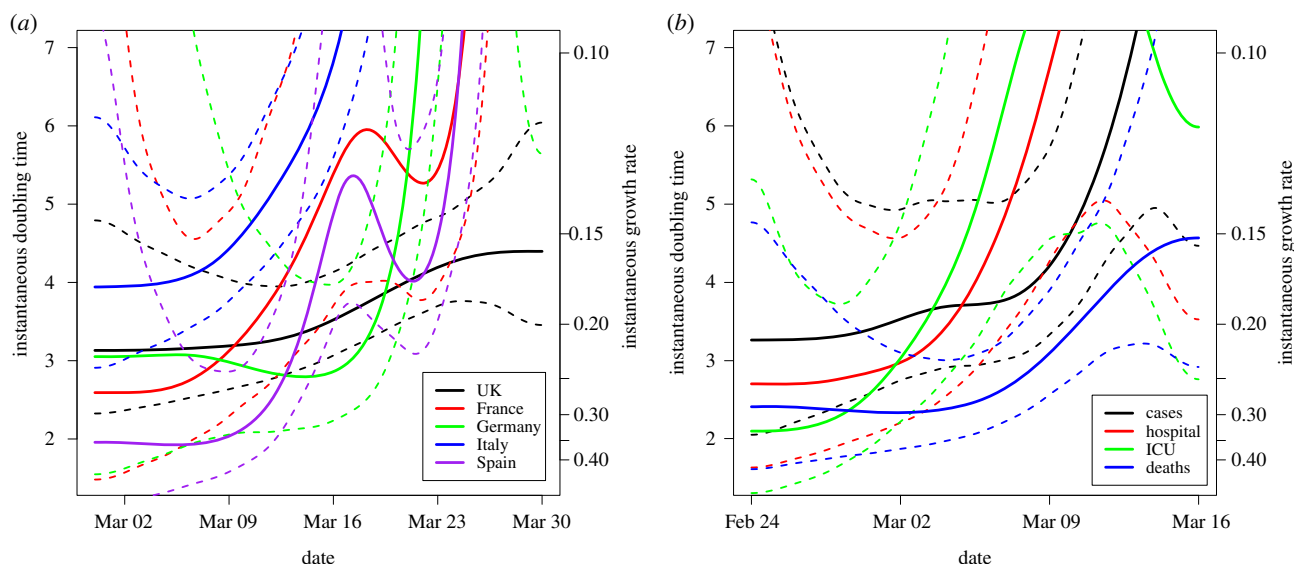 (a)
instantaneous doubling time
7
6
5
4
3
2
0.10
0.15
0.20
0.30
0.40
instantaneous growth rate
UK
France
Germany
Italy
Spain
Mar 02
Mar 09
Mar 16
Mar 23
Mar 30
date
(b)
instantaneous doubling time
7
6
5
4
3
2
0.10
0.15
0.20
0.30
0.40
instantaneous growth rate
cases
hospital
ICU
deaths
Feb 24
Mar 02
Mar 09
Mar 16
date